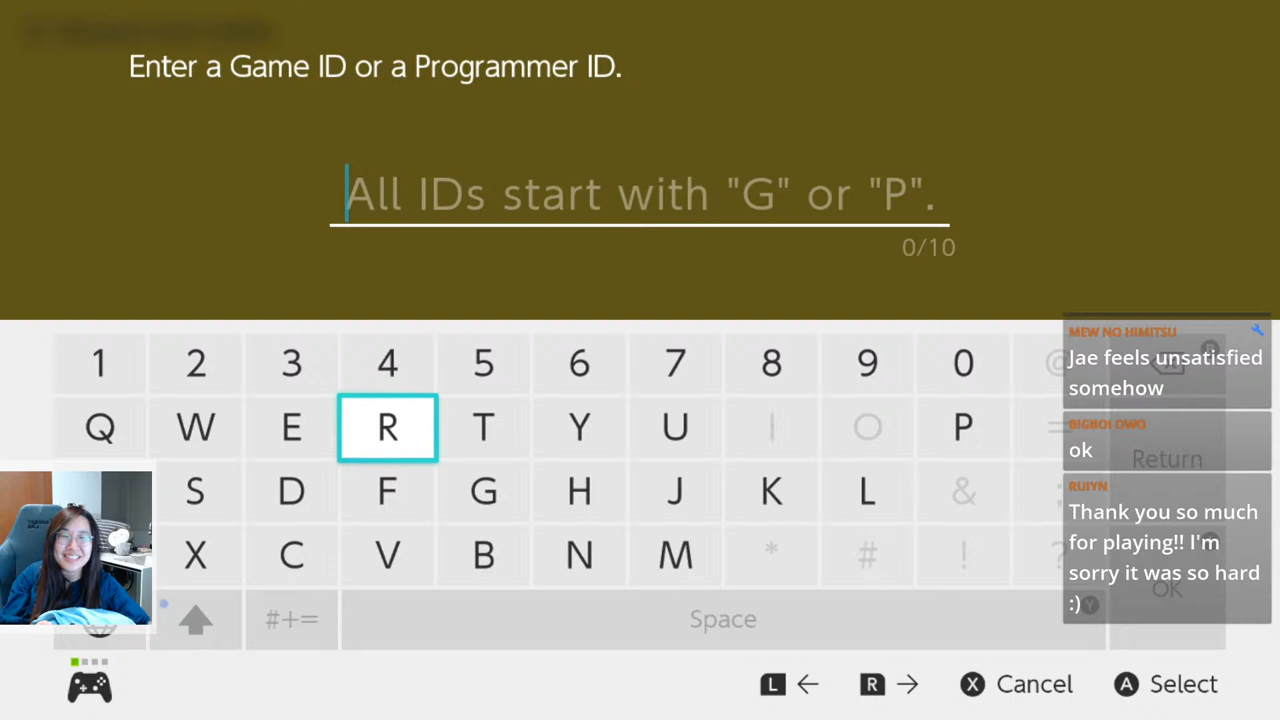 Enter a Game ID or a Programmer ID.
All IDs start with "G" or "P".
0/10
1 2 3 4 5 6 7 8 9 0 @
Q W E R T Y U I O P =
S D F G H J K L & :
X C V B N M * # ! ?
#+= Space
Return
OK
MEW NO HIMITSU
Jae feels unsatisfied
somehow
BIGBOI OWO
ok
RUIYN
Thank you so much
for playing!! I'm
sorry it was so hard
:)
Y
L ← R → X Cancel A Select